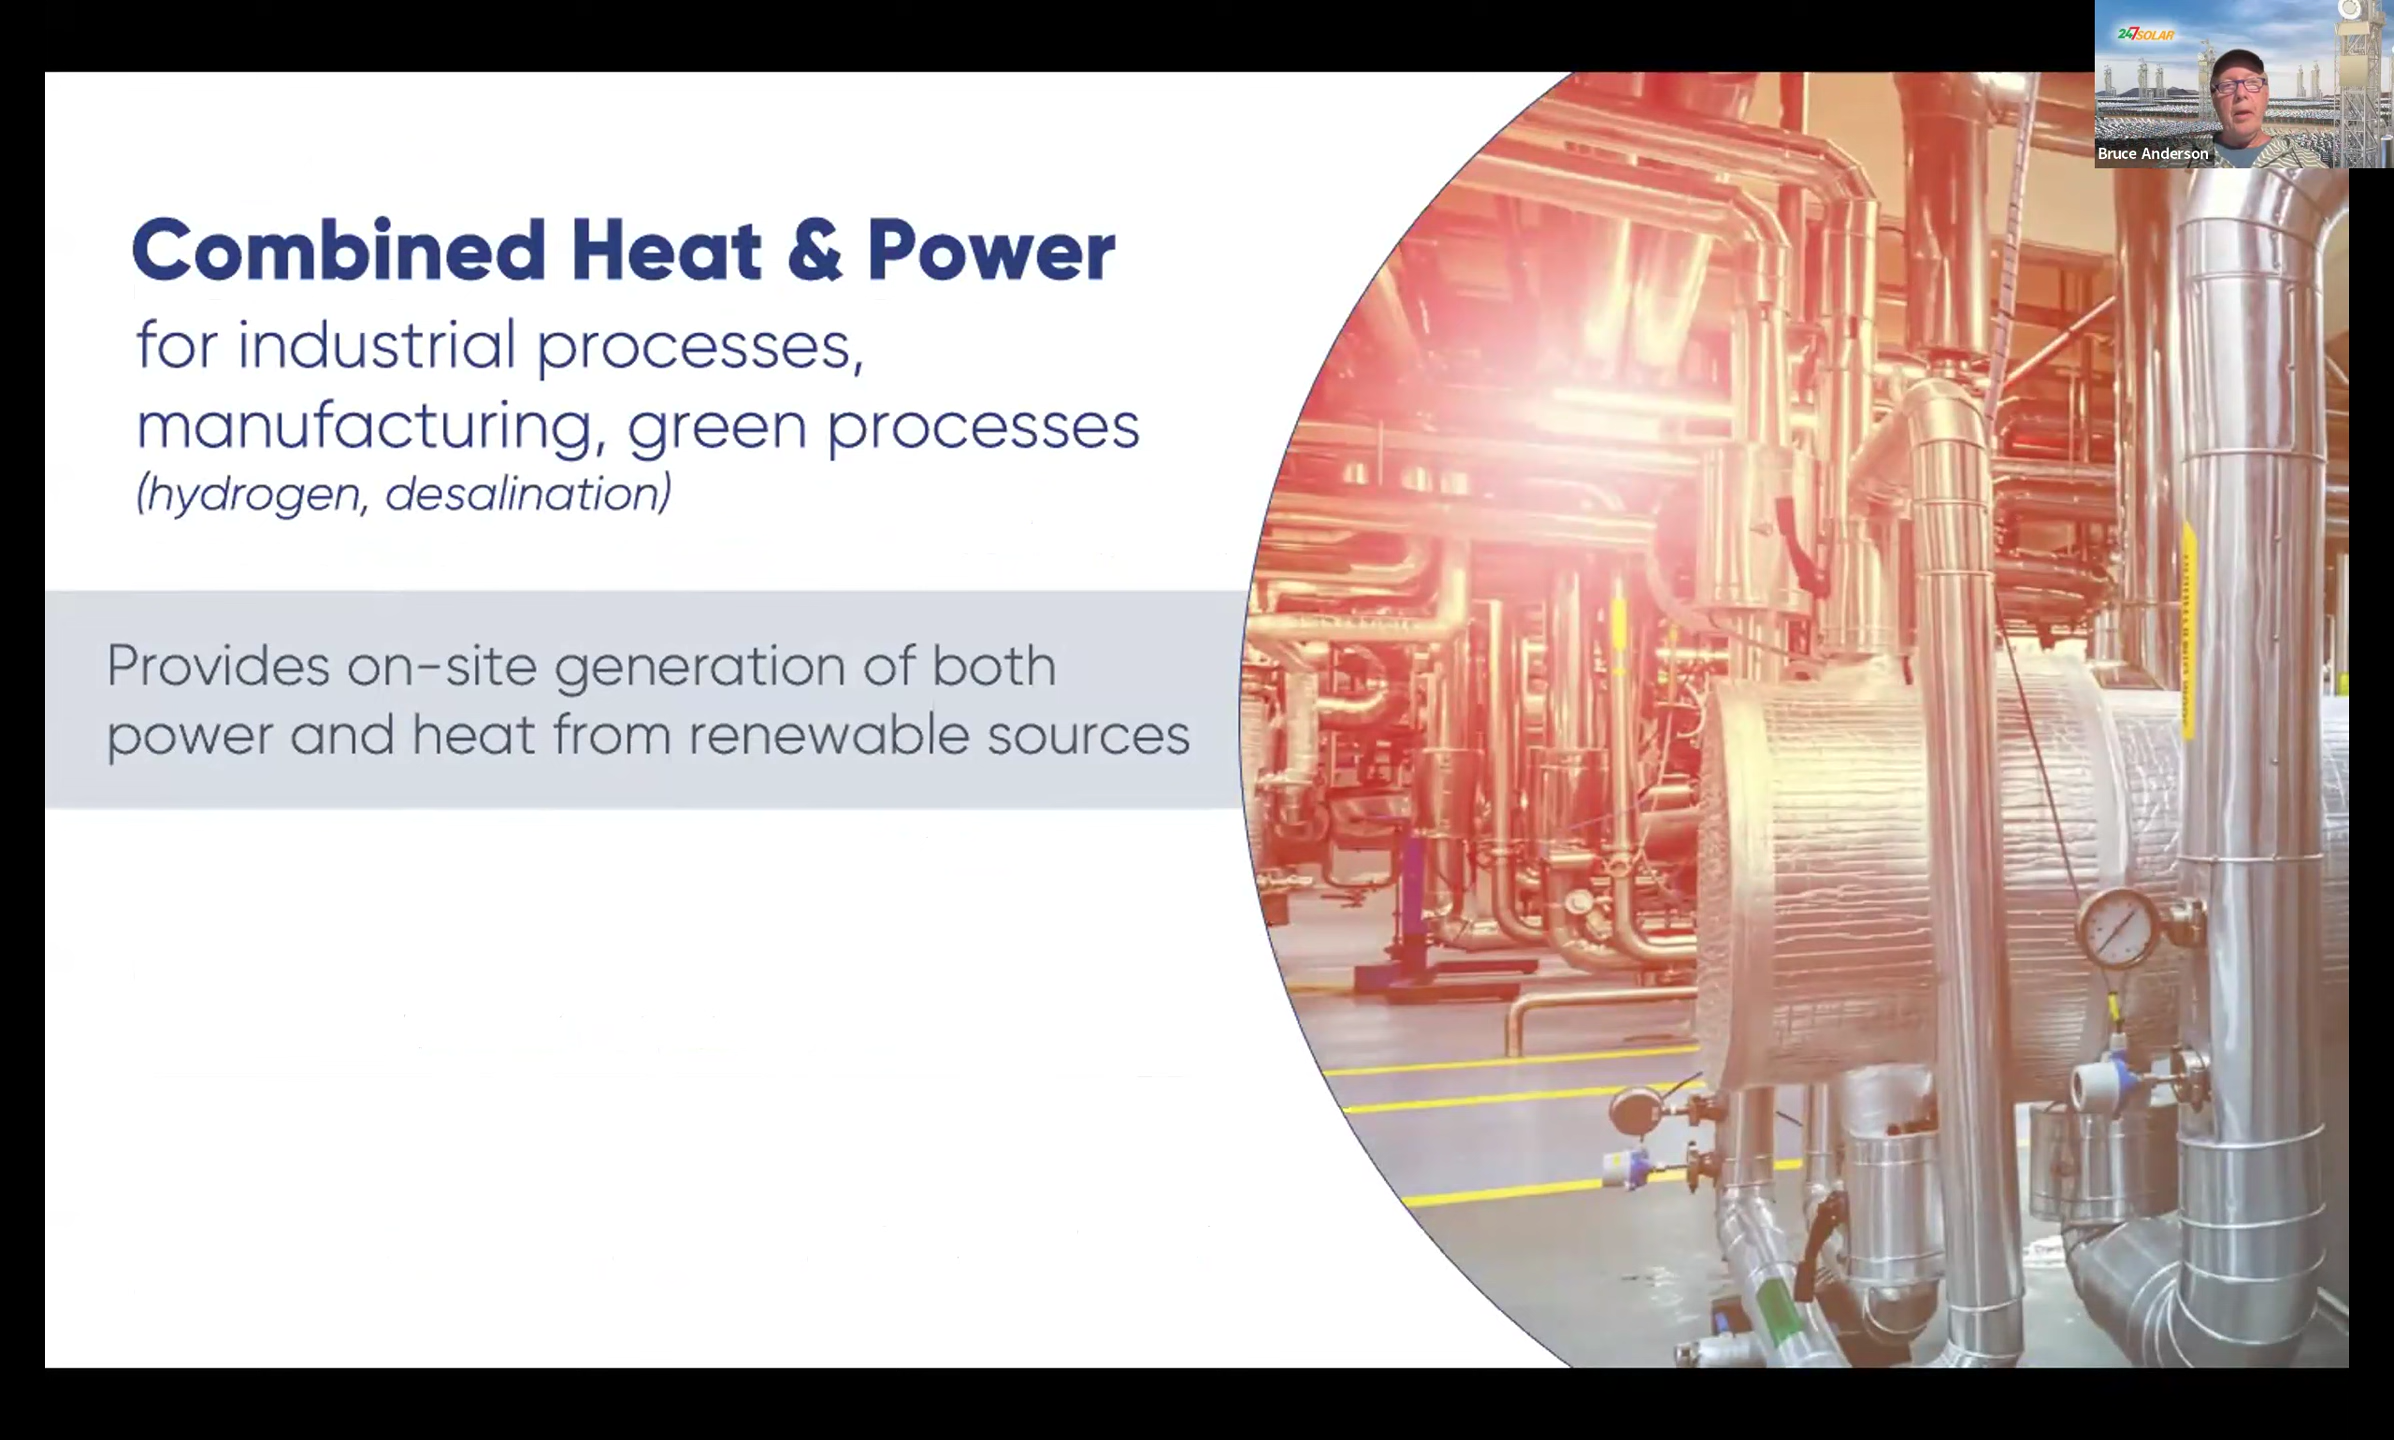 247SOLAR
Bruce Anderson
Combined Heat & Power
for industrial processes,
manufacturing, green processes
(hydrogen, desalination)
Provides on-site generation of both
power and heat from renewable sources